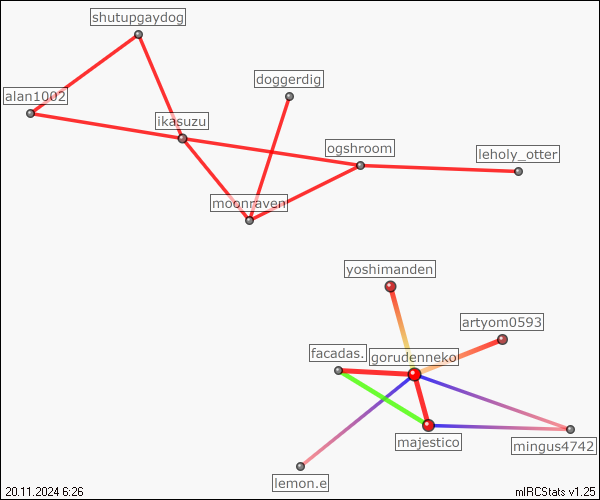 shutupgaydog
doggerdig
alan1002
ikasuzu
ogshroom
leholy_otter
moonraven
yoshimanden
artyom0593
facadas.
gorudenneko
majestico
mingus4742
lemon.e
20.11.2024 6:26
mIRCStats v1.25